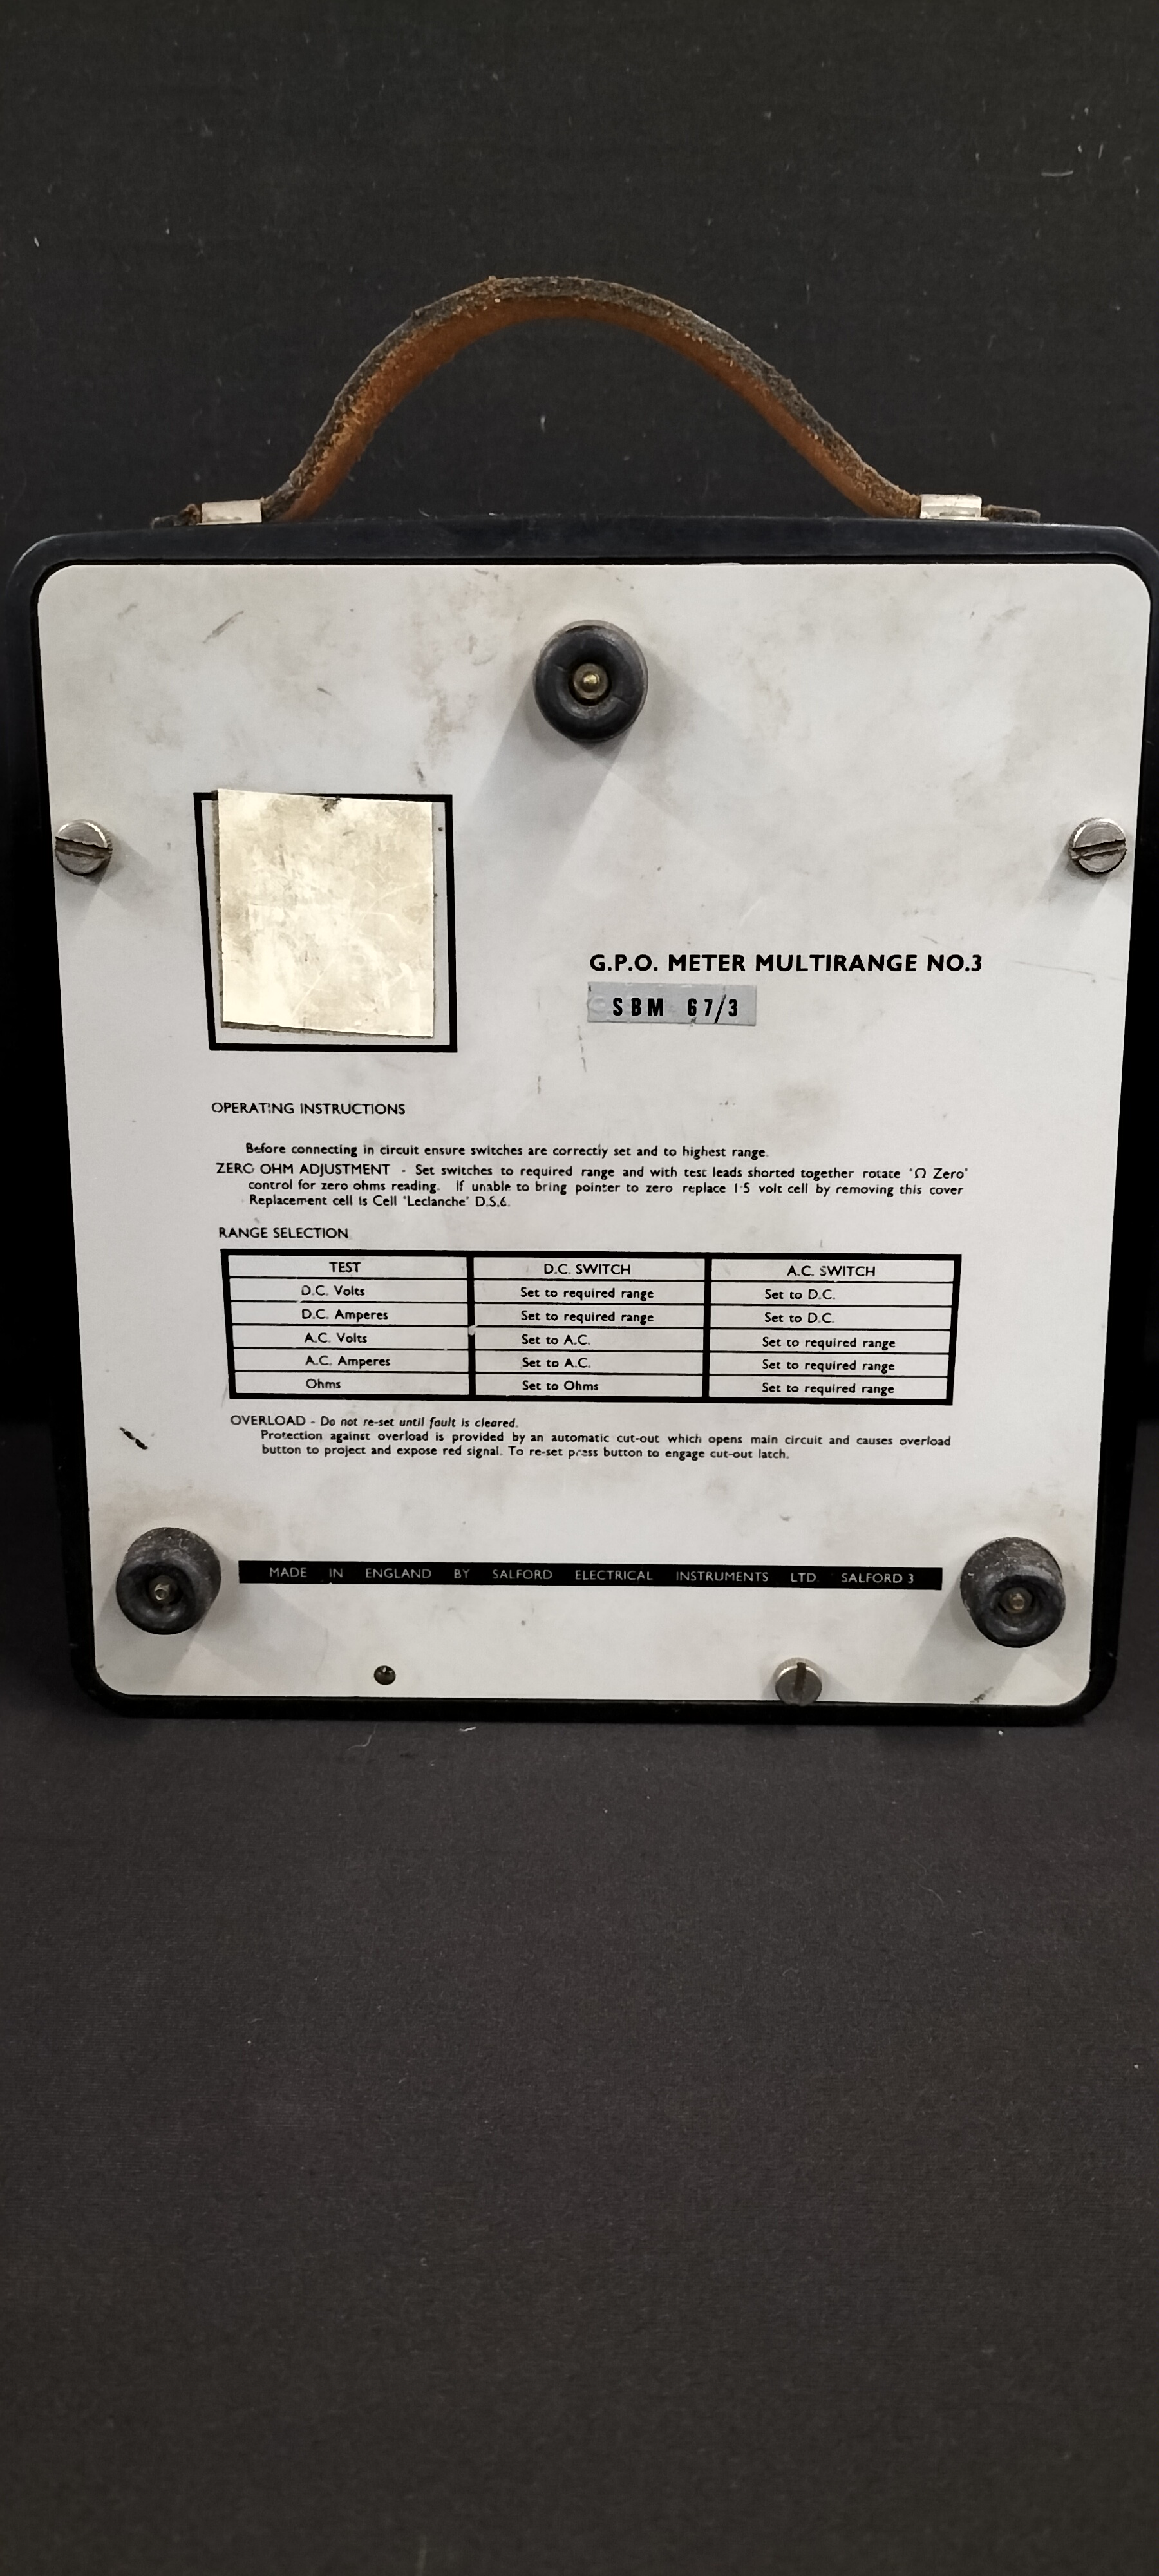 G.P.O. METER MULTIRANGE NO.3
SBM 67/3
OPERATING INSTRUCTIONS
Before connecting in circuit ensure switches are correctly set and to highest range.
ZERO OHM ADJUSTMENT - Set switches to required range and with test leads shorted together rotate 'Ω Zero'
control for zero ohms reading. If unable to bring pointer to zero replace 1·5 volt cell by removing this cover
Replacement cell is Cell 'Leclanche' D.S.6.
RANGE SELECTION
TEST D.C. SWITCH A.C. SWITCH
D.C. Volts Set to required range Set to D.C.
D.C. Amperes Set to required range Set to D.C.
A.C. Volts Set to A.C. Set to required range
A.C. Amperes Set to A.C. Set to required range
Ohms Set to Ohms Set to required range
OVERLOAD - Do not re-set until fault is cleared.
Protection against overload is provided by an automatic cut-out which opens main circuit and causes overload
button to project and expose red signal. To re-set press button to engage cut-out latch.
MADE IN ENGLAND BY SALFORD ELECTRICAL INSTRUMENTS LTD. SALFORD 3